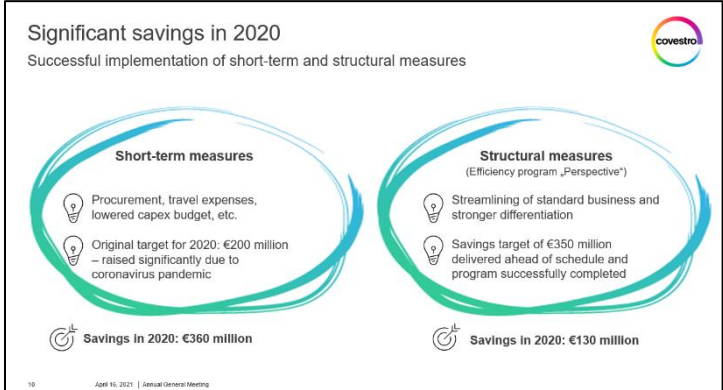 Significant savings in 2020
Successful implementation of short-term and structural measures
covestro
Short-term measures
Procurement, travel expenses,
lowered capex budget, etc.
Original target for 2020: €200 million
– raised significantly due to
coronavirus pandemic
Savings in 2020: €360 million
Structural measures
(Efficiency program „Perspective“)
Streamlining of standard business and
stronger differentiation
Savings target of €350 million
delivered ahead of schedule and
program successfully completed
Savings in 2020: €130 million
10 April 16, 2021 | Annual General Meeting